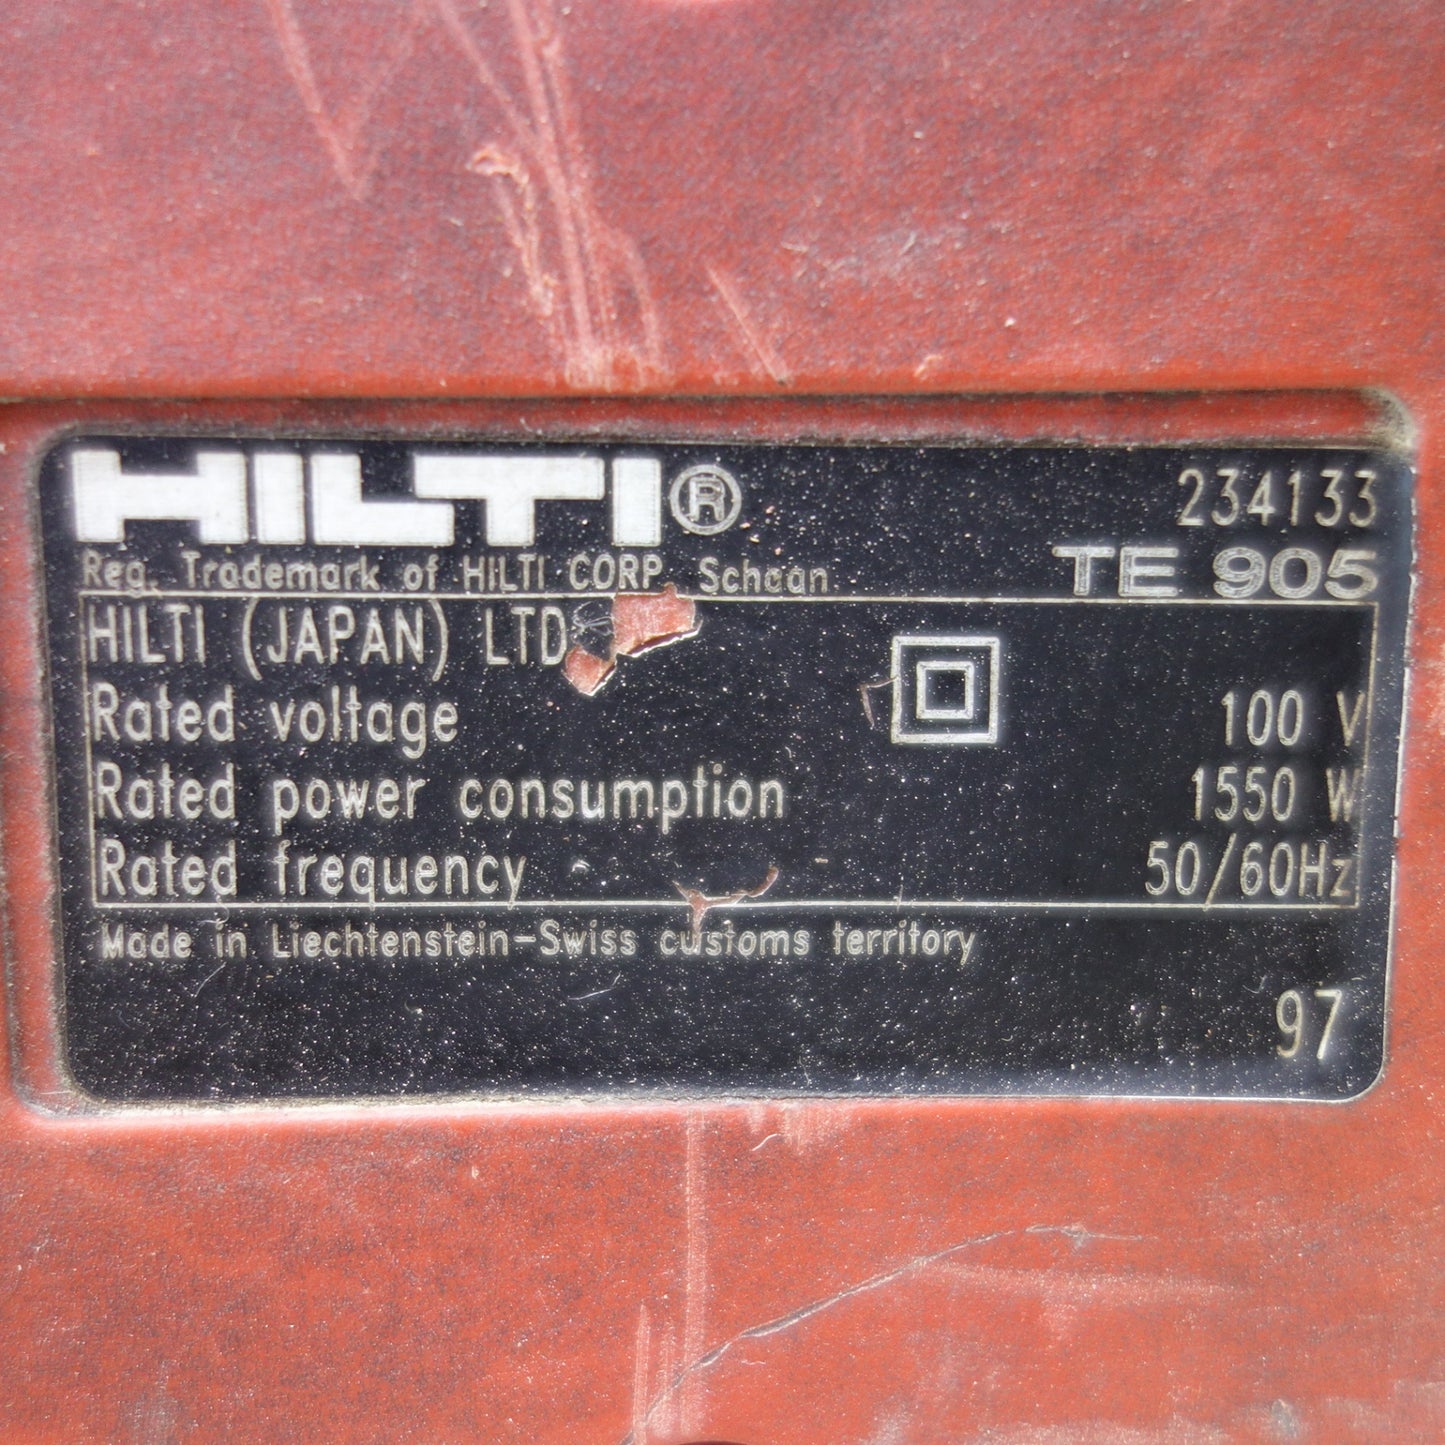 HILTI ® 234133
Reg. Trademark of HILTI CORP. Schaan TE 905
HILTI (JAPAN) LTD
Rated voltage 100 V
Rated power consumption 1550 W
Rated frequency 50/60Hz
Made in Liechtenstein-Swiss customs territory
97